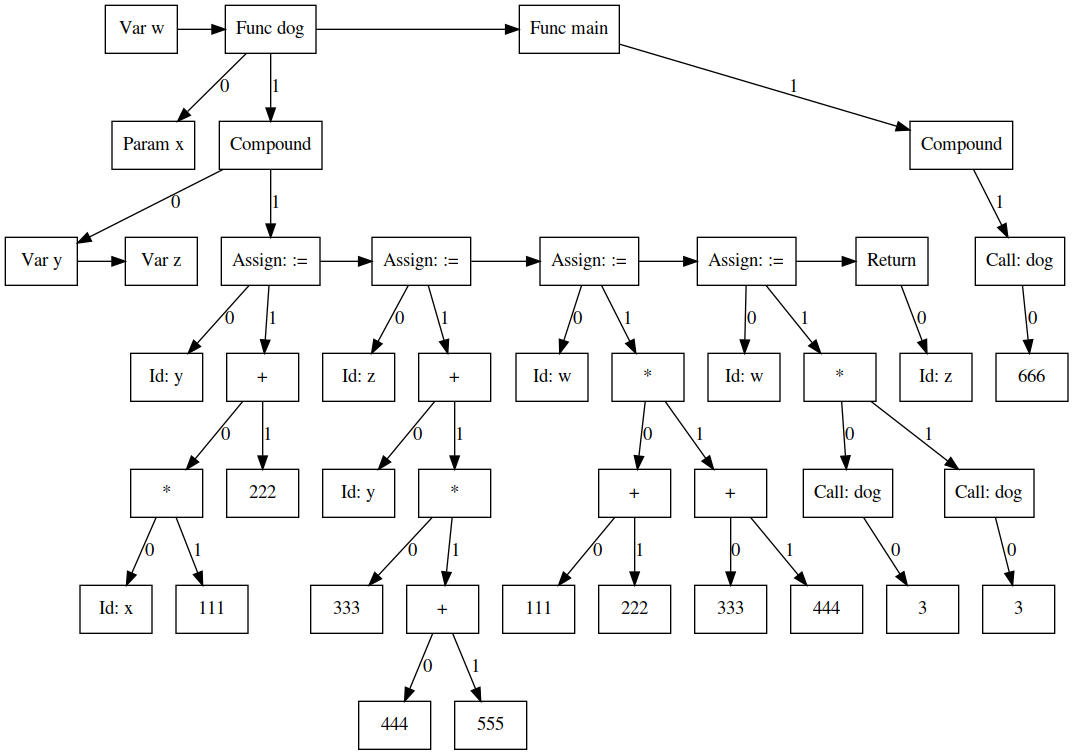 Var w Func dog Func main
0 1 1
Param x Compound Compound
0 1 1
Var y Var z Assign: := Assign: := Assign: := Assign: := Return Call: dog
0 1 0 1 0 1 0 1 0 0
Id: y + Id: z + Id: w * Id: w * Id: z 666
0 1 0 1 0 1 0 1
* 222 Id: y * + + Call: dog Call: dog
0 1 0 1 0 1 0 1 0 0
Id: x 111 333 + 111 222 333 444 3 3
0 1
444 555